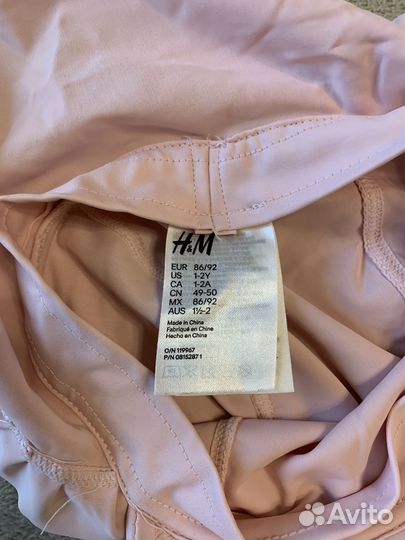 H&M
EUR 86/92
US 1-2Y
CA 1-2A
CN 49-50
MX 86/92
AUS 1½-2
Made in China
Fabriqué en Chine
Hecho en China
O/N 119967
P/N 08152871
Avito